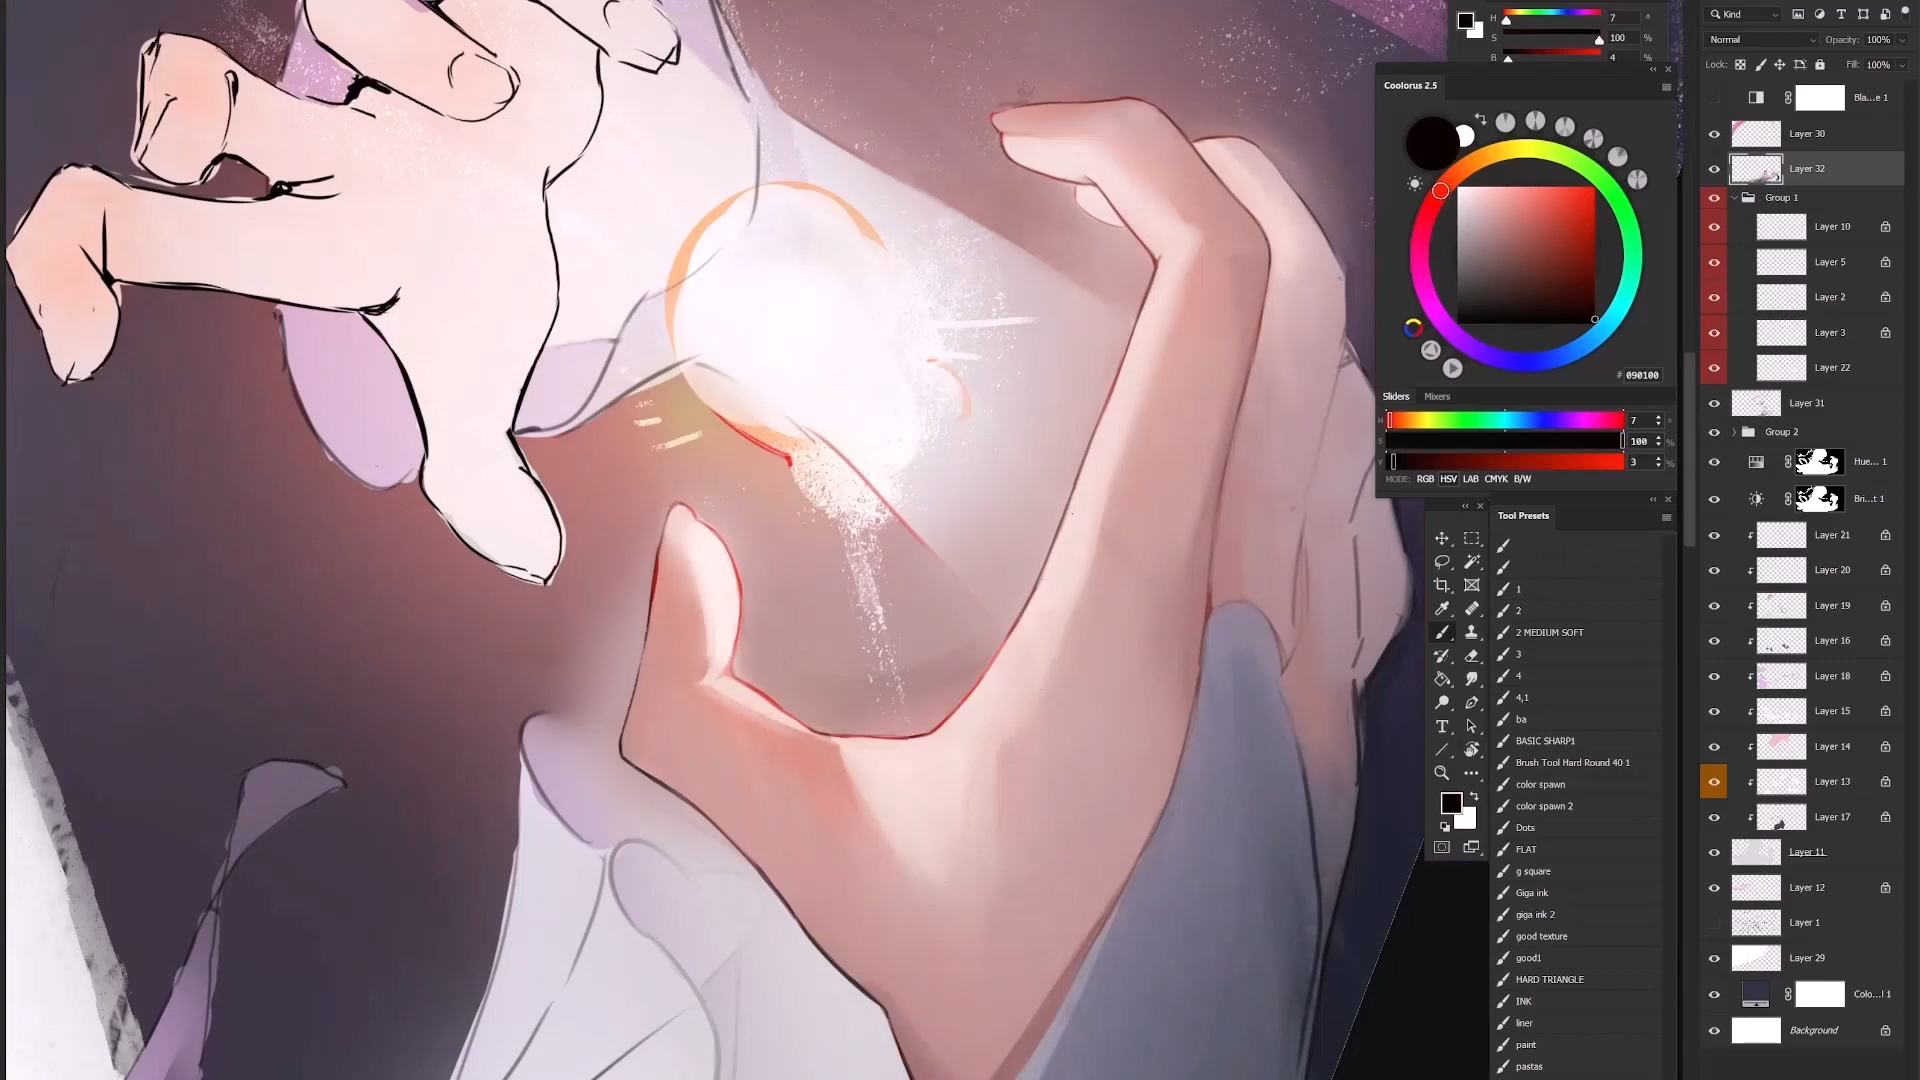 H 7 °
S 100 %
B 4 %
Coolorus 2.5
# 090100
Sliders Mixers
H 7 °
S 100 %
V 3 %
MODE: RGB HSV LAB CMYK B/W
Tool Presets
1
2
2 MEDIUM SOFT
3
4
4,1
ba
BASIC SHARP1
Brush Tool Hard Round 40 1
color spawn
color spawn 2
Dots
FLAT
g square
Giga ink
giga ink 2
good texture
good1
HARD TRIANGLE
INK
liner
paint
pastas
Kind
Normal Opacity: 100%
Lock: Fill: 100%
Bla...e 1
Layer 30
Layer 32
Group 1
Layer 10
Layer 5
Layer 2
Layer 3
Layer 22
Layer 31
Group 2
Hue... 1
Bri...t 1
Layer 21
Layer 20
Layer 19
Layer 16
Layer 18
Layer 15
Layer 14
Layer 13
Layer 17
Layer 11
Layer 12
Layer 1
Layer 29
Colo...l 1
Background